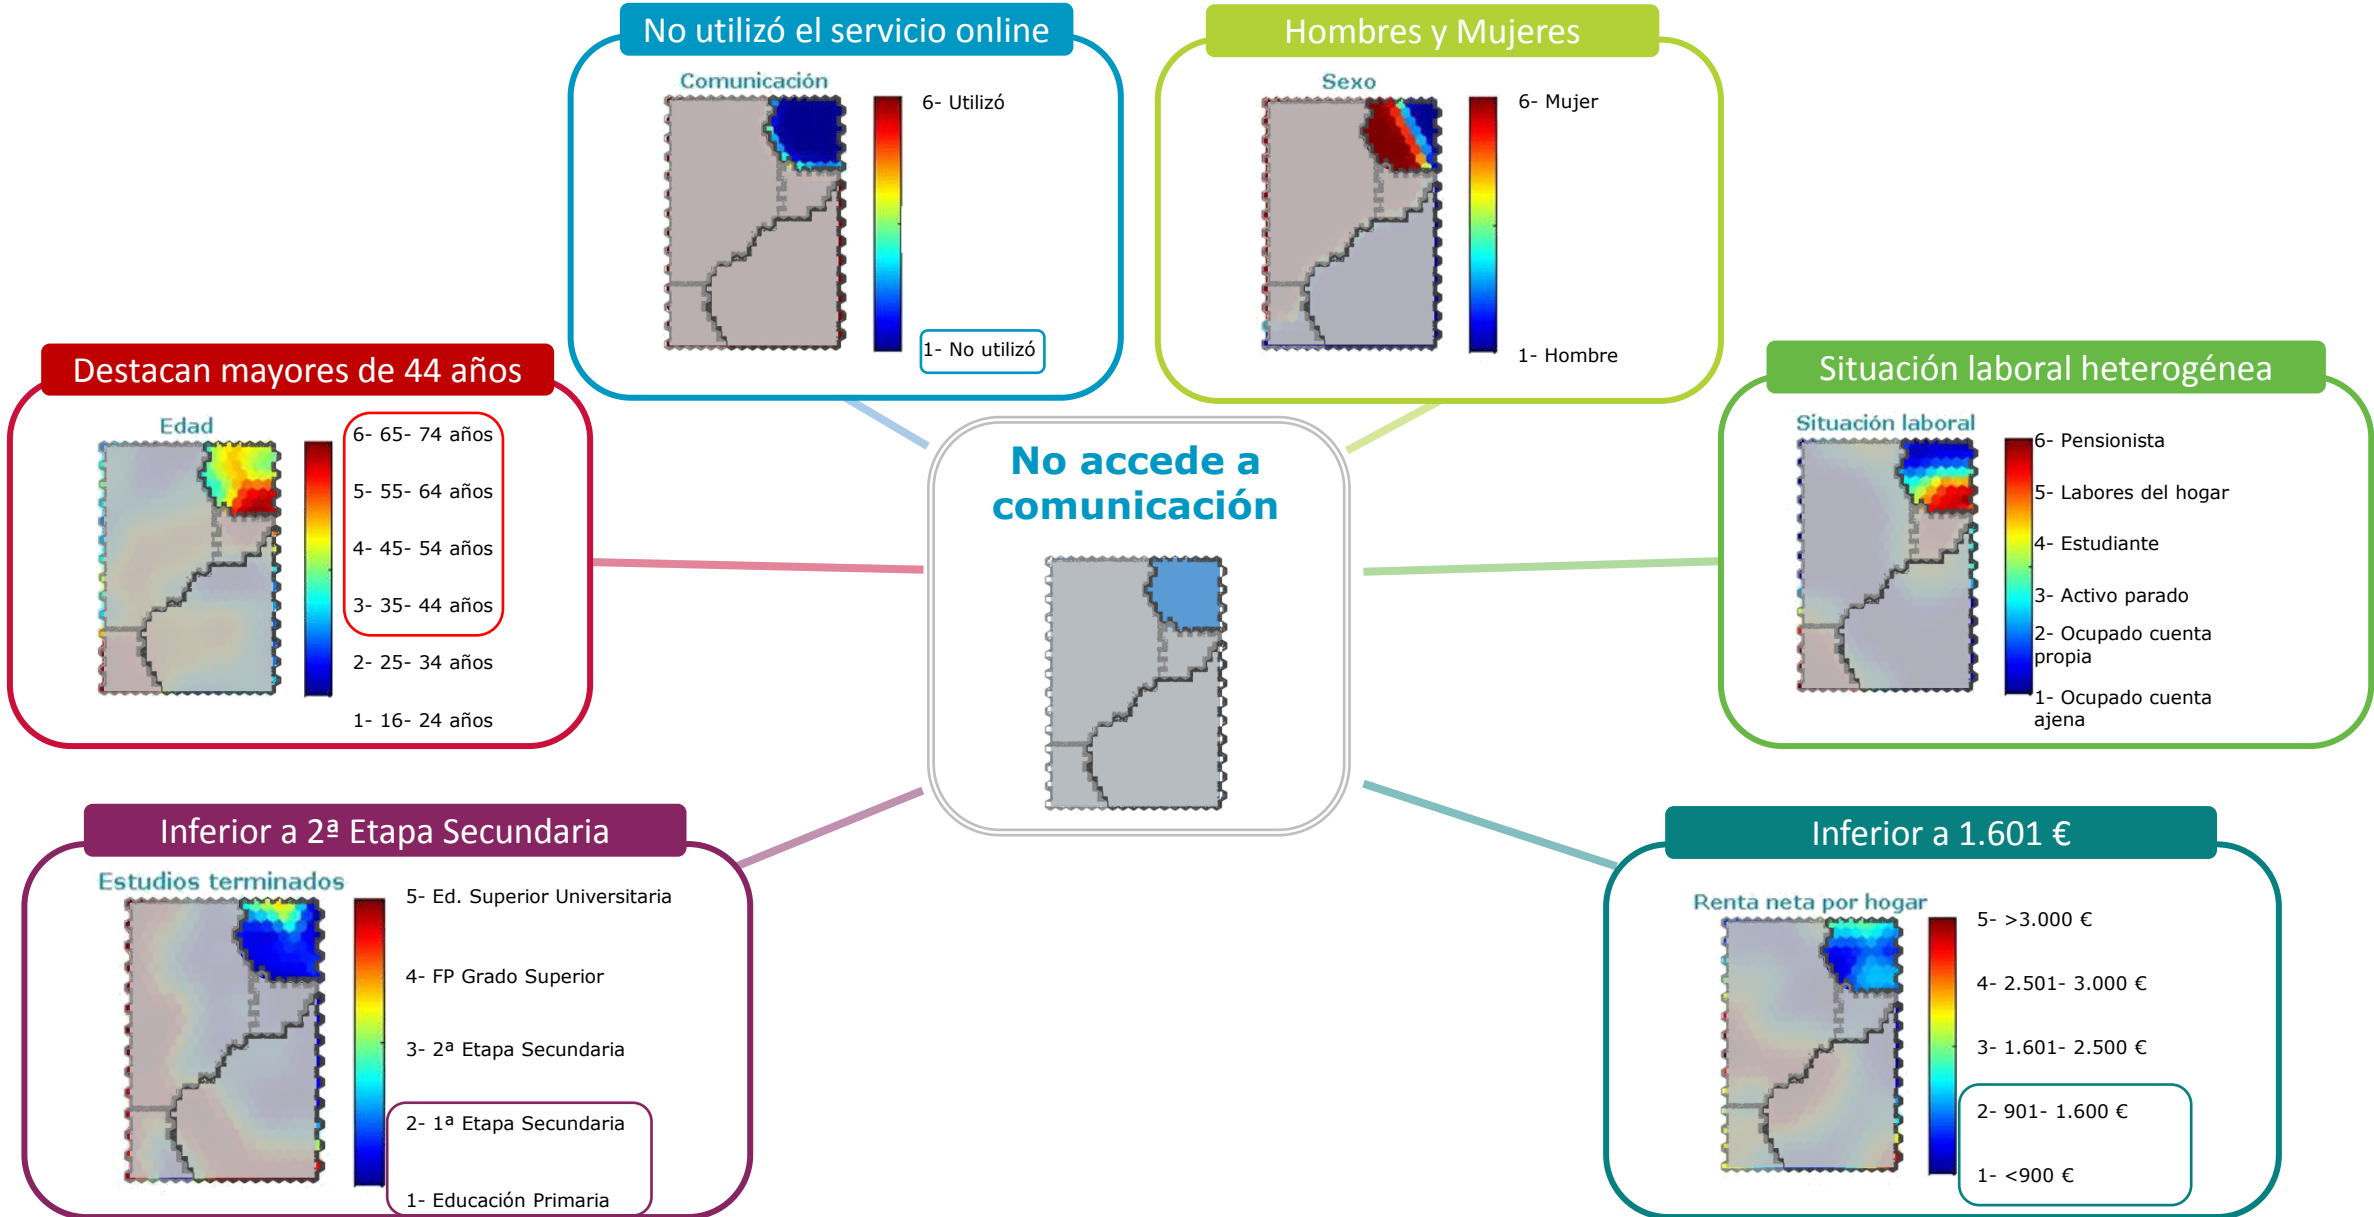 No utilizó el servicio online
Comunicación
6- Utilizó
1- No utilizó
Hombres y Mujeres
Sexo
6- Mujer
1- Hombre
Destacan mayores de 44 años
Edad
6- 65- 74 años
5- 55- 64 años
4- 45- 54 años
3- 35- 44 años
2- 25- 34 años
1- 16- 24 años
No accede a
comunicación
Situación laboral heterogénea
Situación laboral
6- Pensionista
5- Labores del hogar
4- Estudiante
3- Activo parado
2- Ocupado cuenta
propia
1- Ocupado cuenta
ajena
Inferior a 2ª Etapa Secundaria
Estudios terminados
5- Ed. Superior Universitaria
4- FP Grado Superior
3- 2ª Etapa Secundaria
2- 1ª Etapa Secundaria
1- Educación Primaria
Inferior a 1.601 €
Renta neta por hogar
5- >3.000 €
4- 2.501- 3.000 €
3- 1.601- 2.500 €
2- 901- 1.600 €
1- <900 €